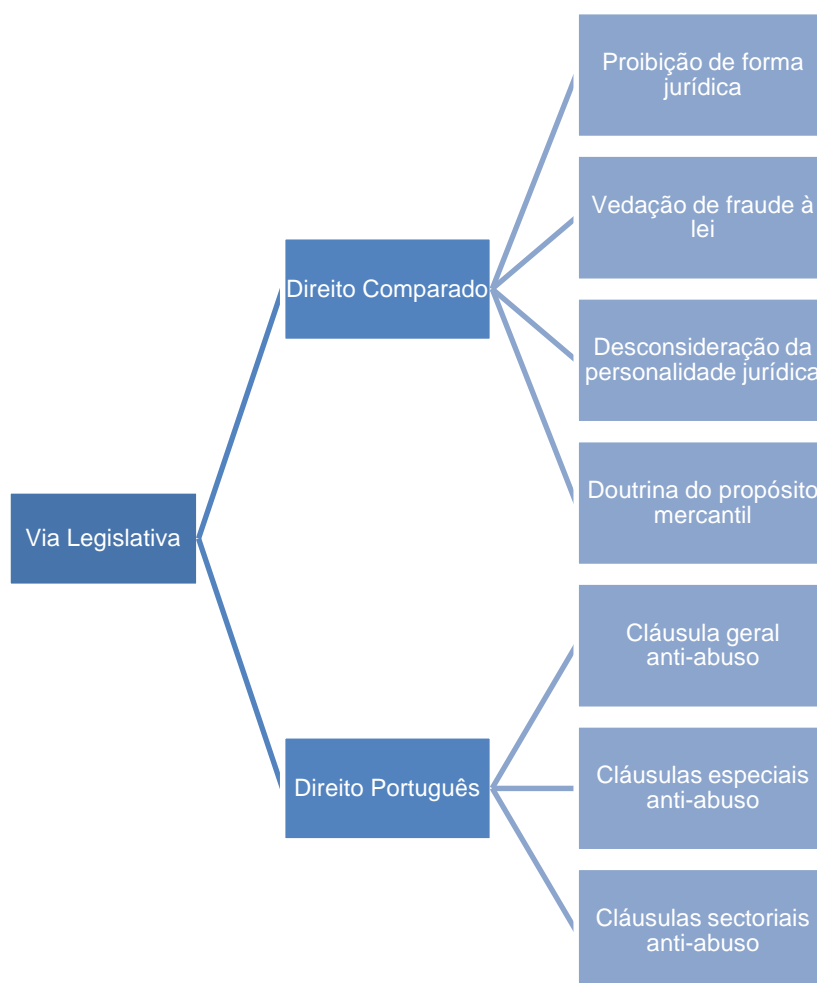 Proibição de forma
jurídica
Vedação de fraude à
lei
Direito Comparado
Desconsideração da
personalidade jurídica
Doutrina do propósito
mercantil
Via Legislativa
Cláusula geral
anti-abuso
Direito Português
Cláusulas especiais
anti-abuso
Cláusulas sectoriais
anti-abuso